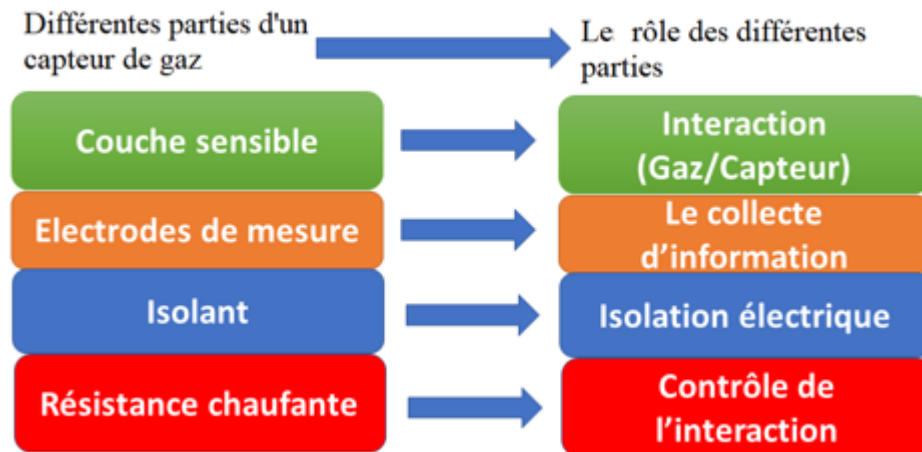 Différentes parties d'un
capteur de gaz
Le rôle des différentes
parties
Couche sensible
Interaction
(Gaz/Capteur)
Electrodes de mesure
Le collecte
d'information
Isolant
Isolation électrique
Résistance chaufante
Contrôle de
l'interaction